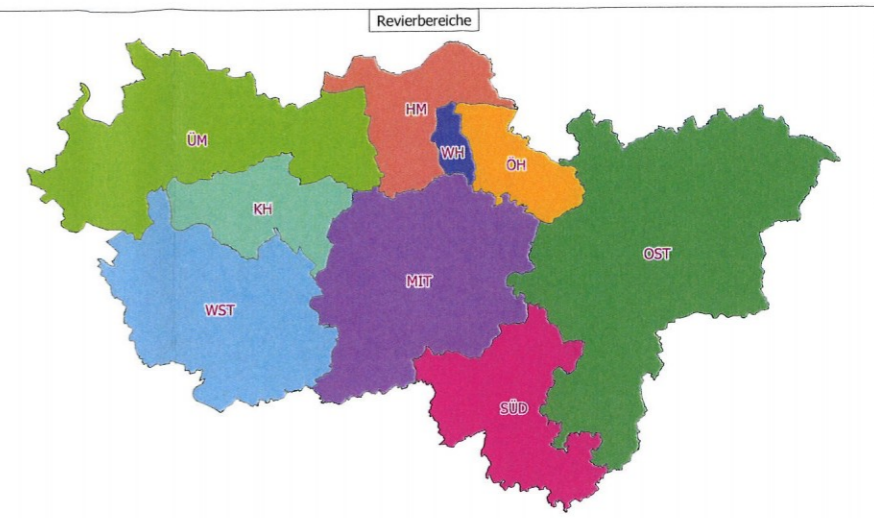 Revierbereiche
HM
ÜM
WH
ÖH
KH
OST
MIT
WST
SÜD